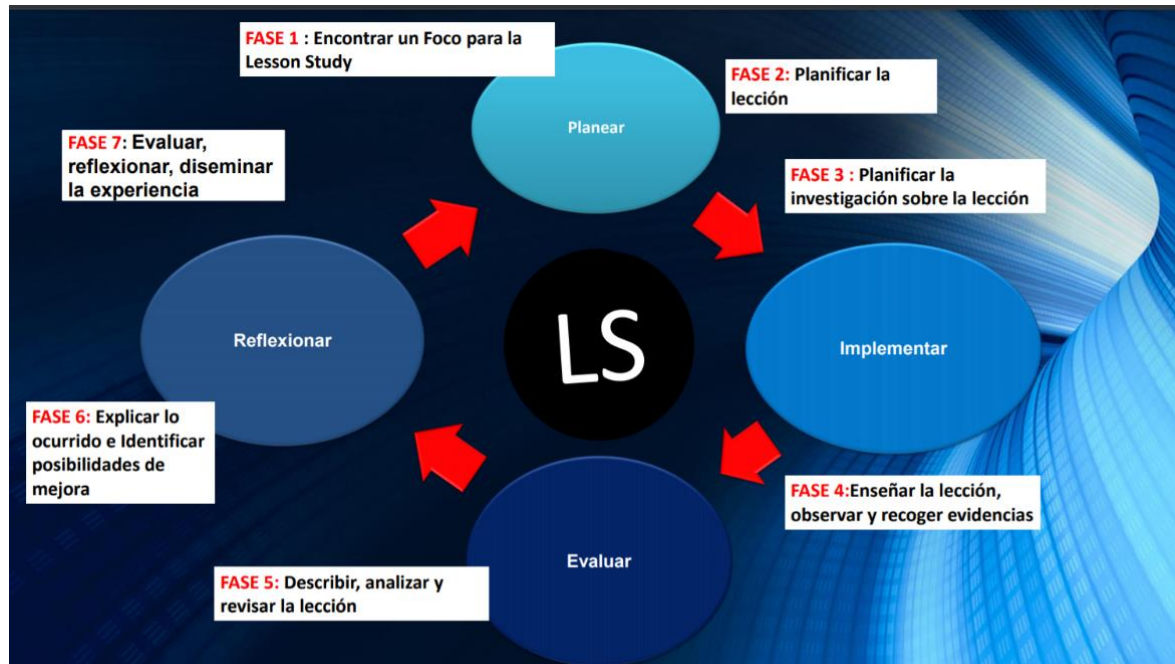 FASE 1 : Encontrar un Foco para la
Lesson Study
Planear
FASE 2: Planificar la
lección
FASE 3 : Planificar la
investigación sobre la lección
Implementar
FASE 4:Enseñar la lección,
observar y recoger evidencias
Evaluar
FASE 5: Describir, analizar y
revisar la lección
FASE 6: Explicar lo
ocurrido e Identificar
posibilidades de
mejora
Reflexionar
FASE 7: Evaluar,
reflexionar, diseminar
la experiencia
LS